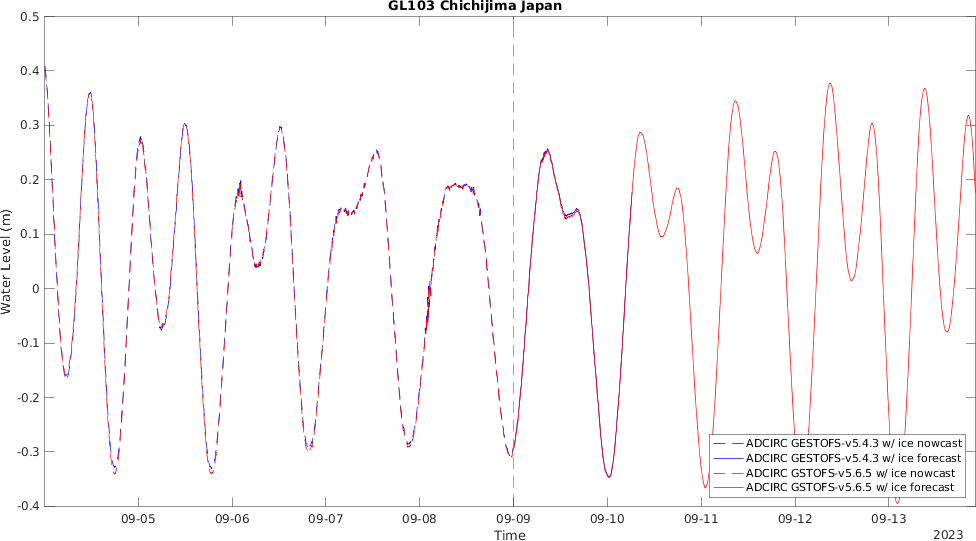 GL103 Chichijima Japan
0.5
0.4
0.3
0.2
0.1
0
-0.1
-0.2
-0.3
-0.4
Water Level (m)
09-05 09-06 09-07 09-08 09-09 09-10 09-11 09-12 09-13
Time
2023
ADCIRC GESTOFS-v5.4.3 w/ ice nowcast
ADCIRC GESTOFS-v5.4.3 w/ ice forecast
ADCIRC GSTOFS-v5.6.5 w/ ice nowcast
ADCIRC GSTOFS-v5.6.5 w/ ice forecast